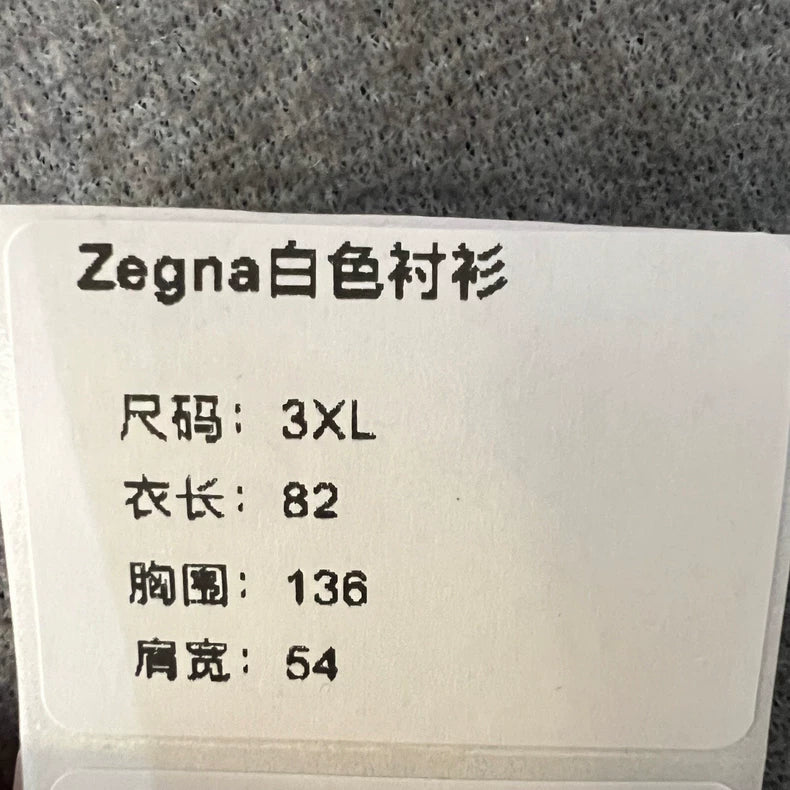 Zegna白色衬衫
尺码：3XL
衣长：82
胸围：136
肩宽：54